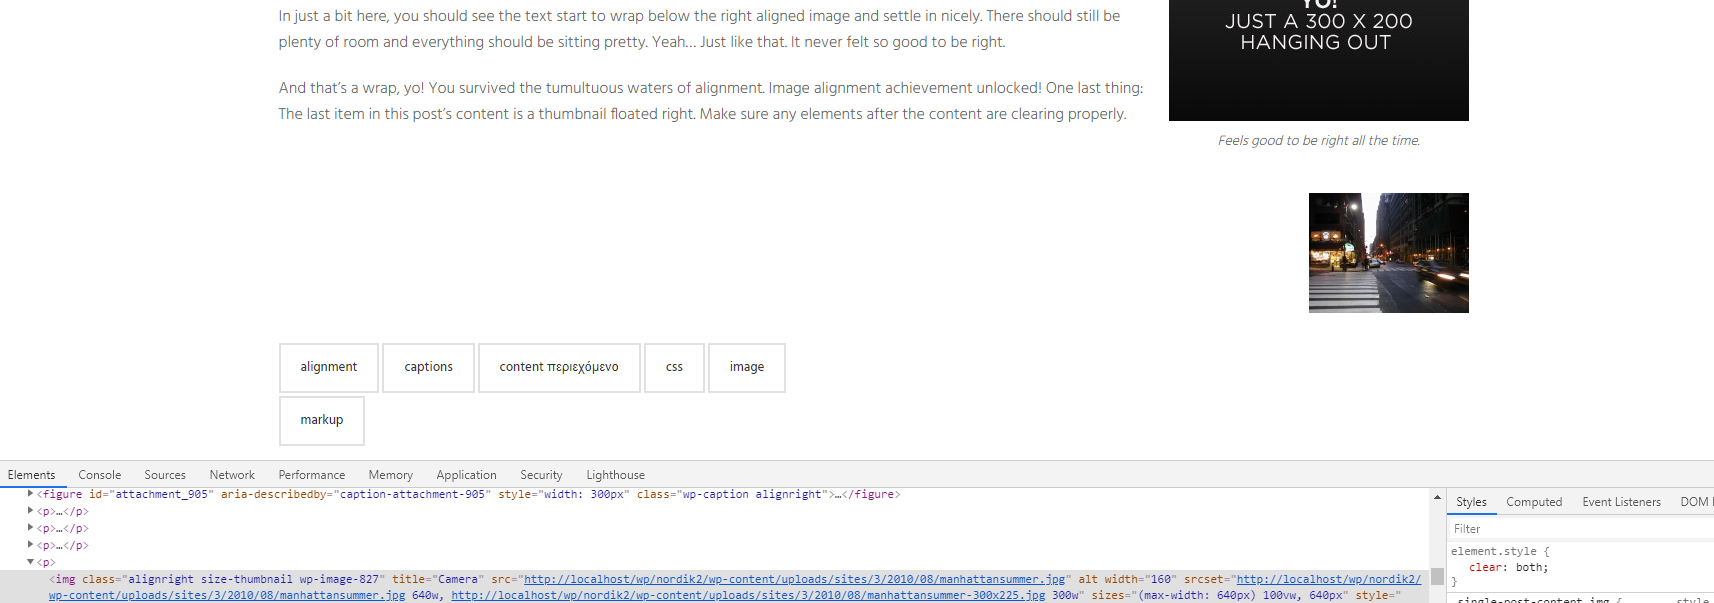 In just a bit here, you should see the text start to wrap below the right aligned image and settle in nicely. There should still be
plenty of room and everything should be sitting pretty. Yeah… Just like that. It never felt so good to be right.
And that’s a wrap, yo! You survived the tumultuous waters of alignment. Image alignment achievement unlocked! One last thing:
The last item in this post’s content is a thumbnail floated right. Make sure any elements after the content are clearing properly.
YO!
JUST A 300 X 200
HANGING OUT
Feels good to be right all the time.
alignment captions content περιεχόμενο css image
markup
Elements Console Sources Network Performance Memory Application Security Lighthouse
<figure id="attachment_905" aria-describedby="caption-attachment-905" style="width: 300px" class="wp-caption alignright">…</figure>
<p>…</p>
<p>…</p>
<p>…</p>
<p>
<img class="alignright size-thumbnail wp-image-827" title="Camera" src="http://localhost/wp/nordik2/wp-content/uploads/sites/3/2010/08/manhattansummer.jpg" alt width="160" srcset="http://localhost/wp/nordik2/
wp-content/uploads/sites/3/2010/08/manhattansummer.jpg 640w, http://localhost/wp/nordik2/wp-content/uploads/sites/3/2010/08/manhattansummer-300x225.jpg 300w" sizes="(max-width: 640px) 100vw, 640px" style="
Styles Computed Event Listeners DOM
Filter
element.style {
clear: both;
}
.single-post-content img { style